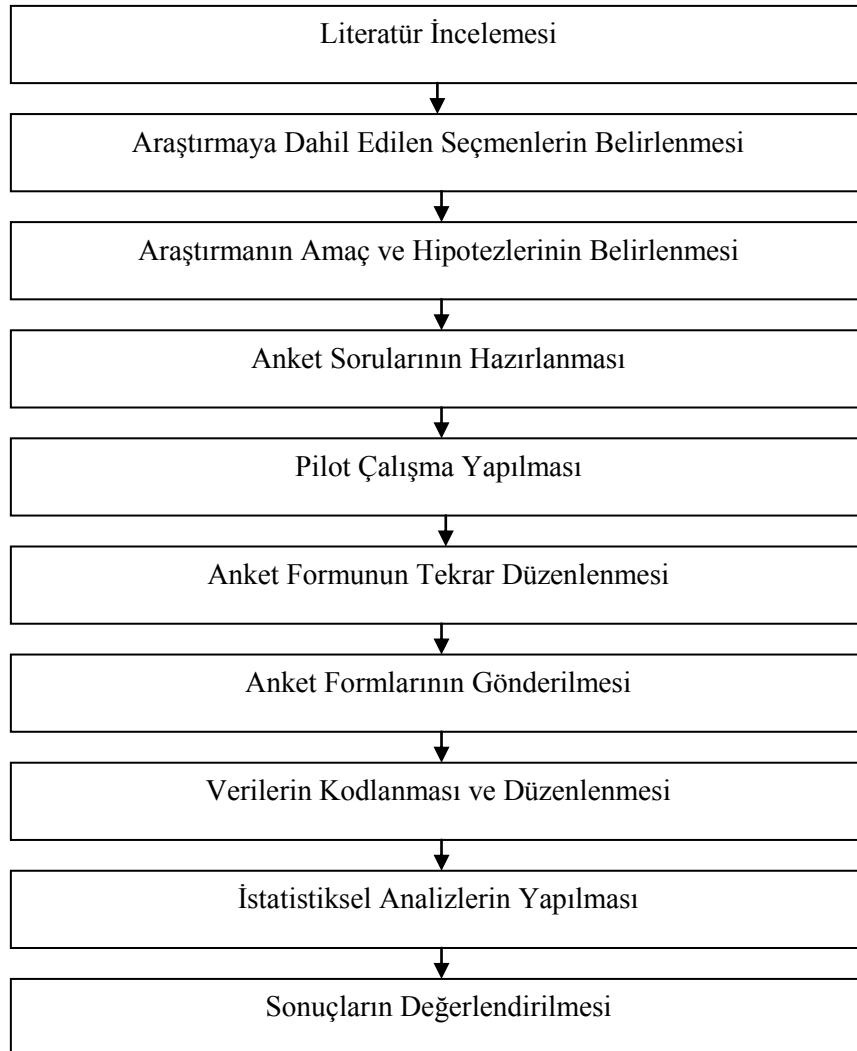 Literatür İncelemesi
Araştırmaya Dahil Edilen Seçmenlerin Belirlenmesi
Araştırmanın Amaç ve Hipotezlerinin Belirlenmesi
Anket Sorularının Hazırlanması
Pilot Çalışma Yapılması
Anket Formunun Tekrar Düzenlenmesi
Anket Formlarının Gönderilmesi
Verilerin Kodlanması ve Düzenlenmesi
İstatistiksel Analizlerin Yapılması
Sonuçların Değerlendirilmesi